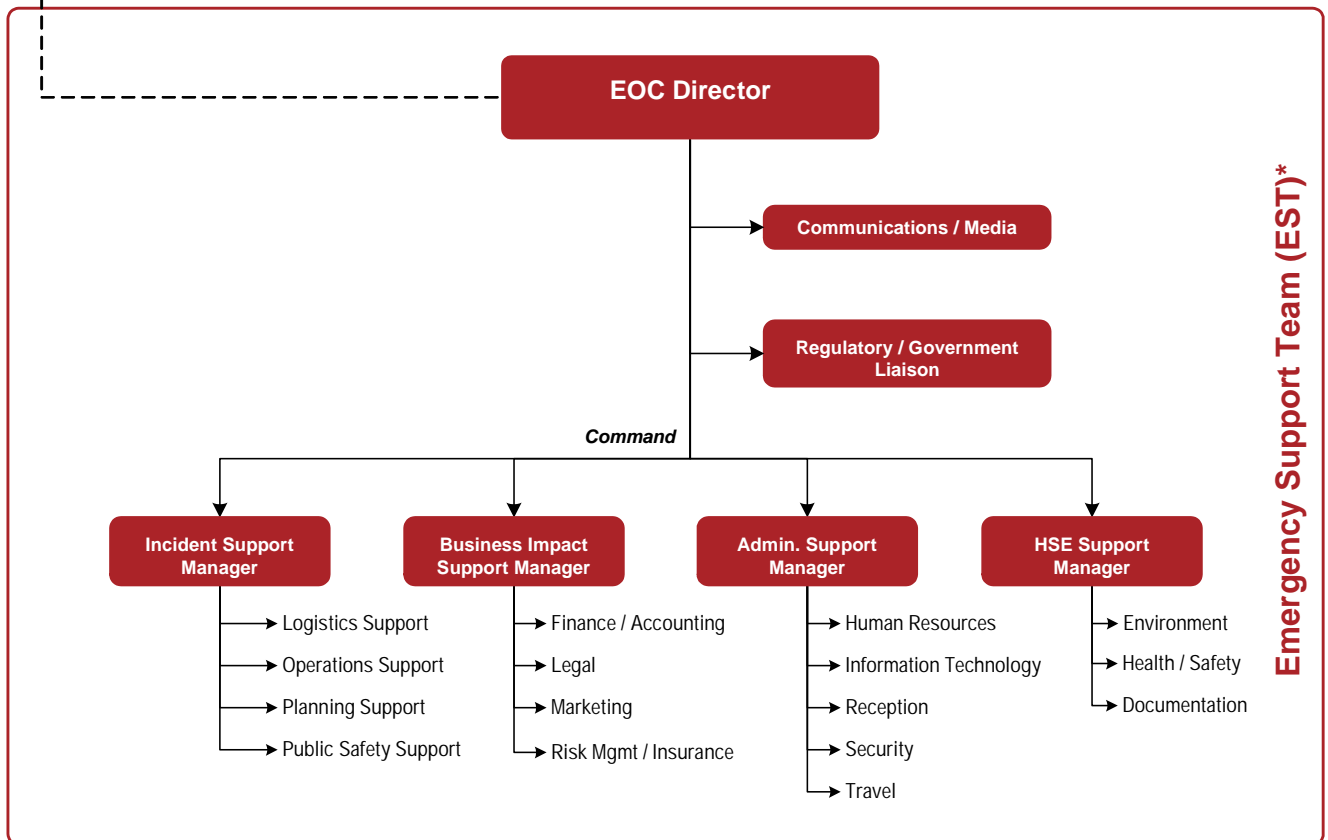 EOC Director
Communications / Media
Regulatory / Government
Liaison
Command
Incident Support
Manager
Business Impact
Support Manager
Admin. Support
Manager
HSE Support
Manager
Logistics Support
Operations Support
Planning Support
Public Safety Support
Finance / Accounting
Legal
Marketing
Risk Mgmt / Insurance
Human Resources
Information Technology
Reception
Security
Travel
Environment
Health / Safety
Documentation
Emergency Support Team (EST)*